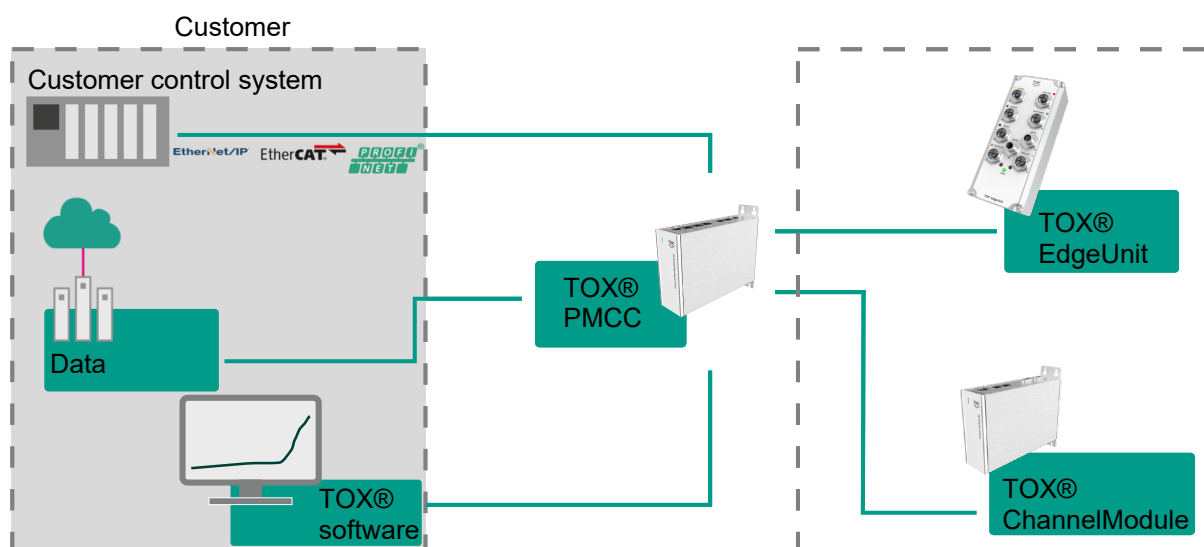 Customer
Customer control system
EtherNet/IP
EtherCAT®
PROFI®
NET
Data
TOX®
software
TOX®
PMCC
TOX®
EdgeUnit
TOX®
ChannelModule